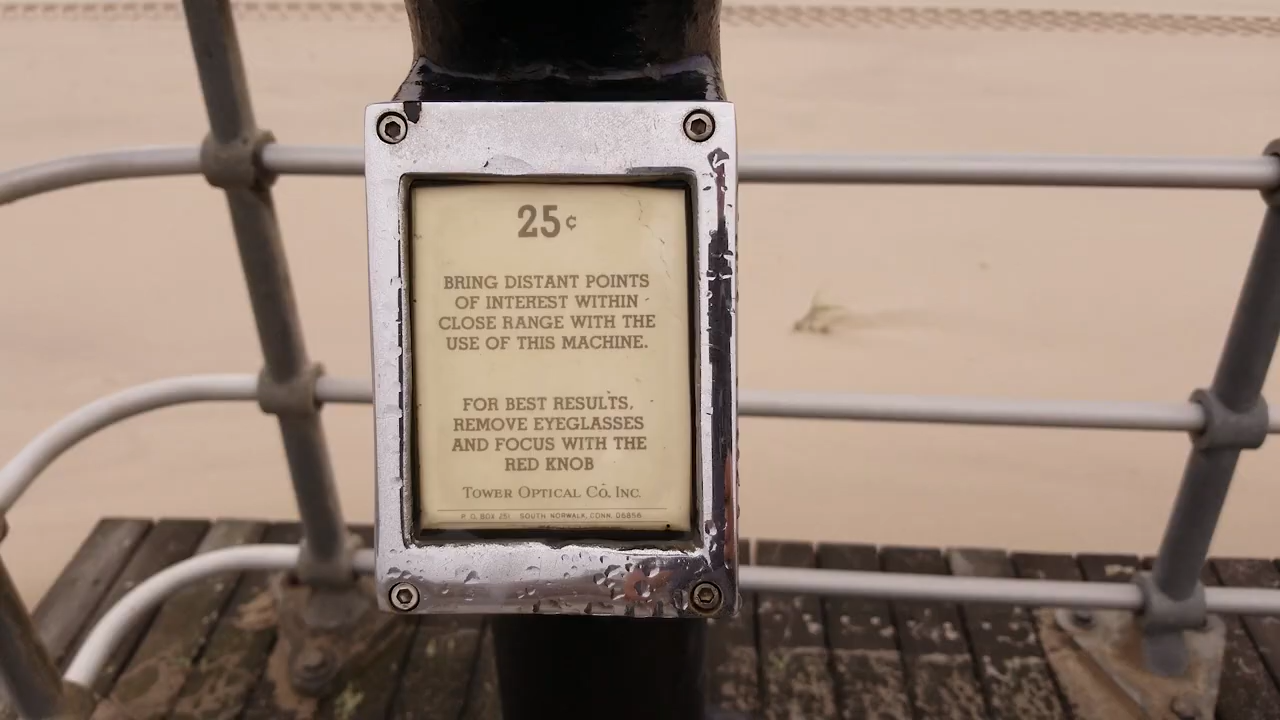 25¢
BRING DISTANT POINTS
OF INTEREST WITHIN
CLOSE RANGE WITH THE
USE OF THIS MACHINE.
FOR BEST RESULTS,
REMOVE EYEGLASSES
AND FOCUS WITH THE
RED KNOB
TOWER OPTICAL CO. INC.
P. O. BOX 251 SOUTH NORWALK, CONN. 06856